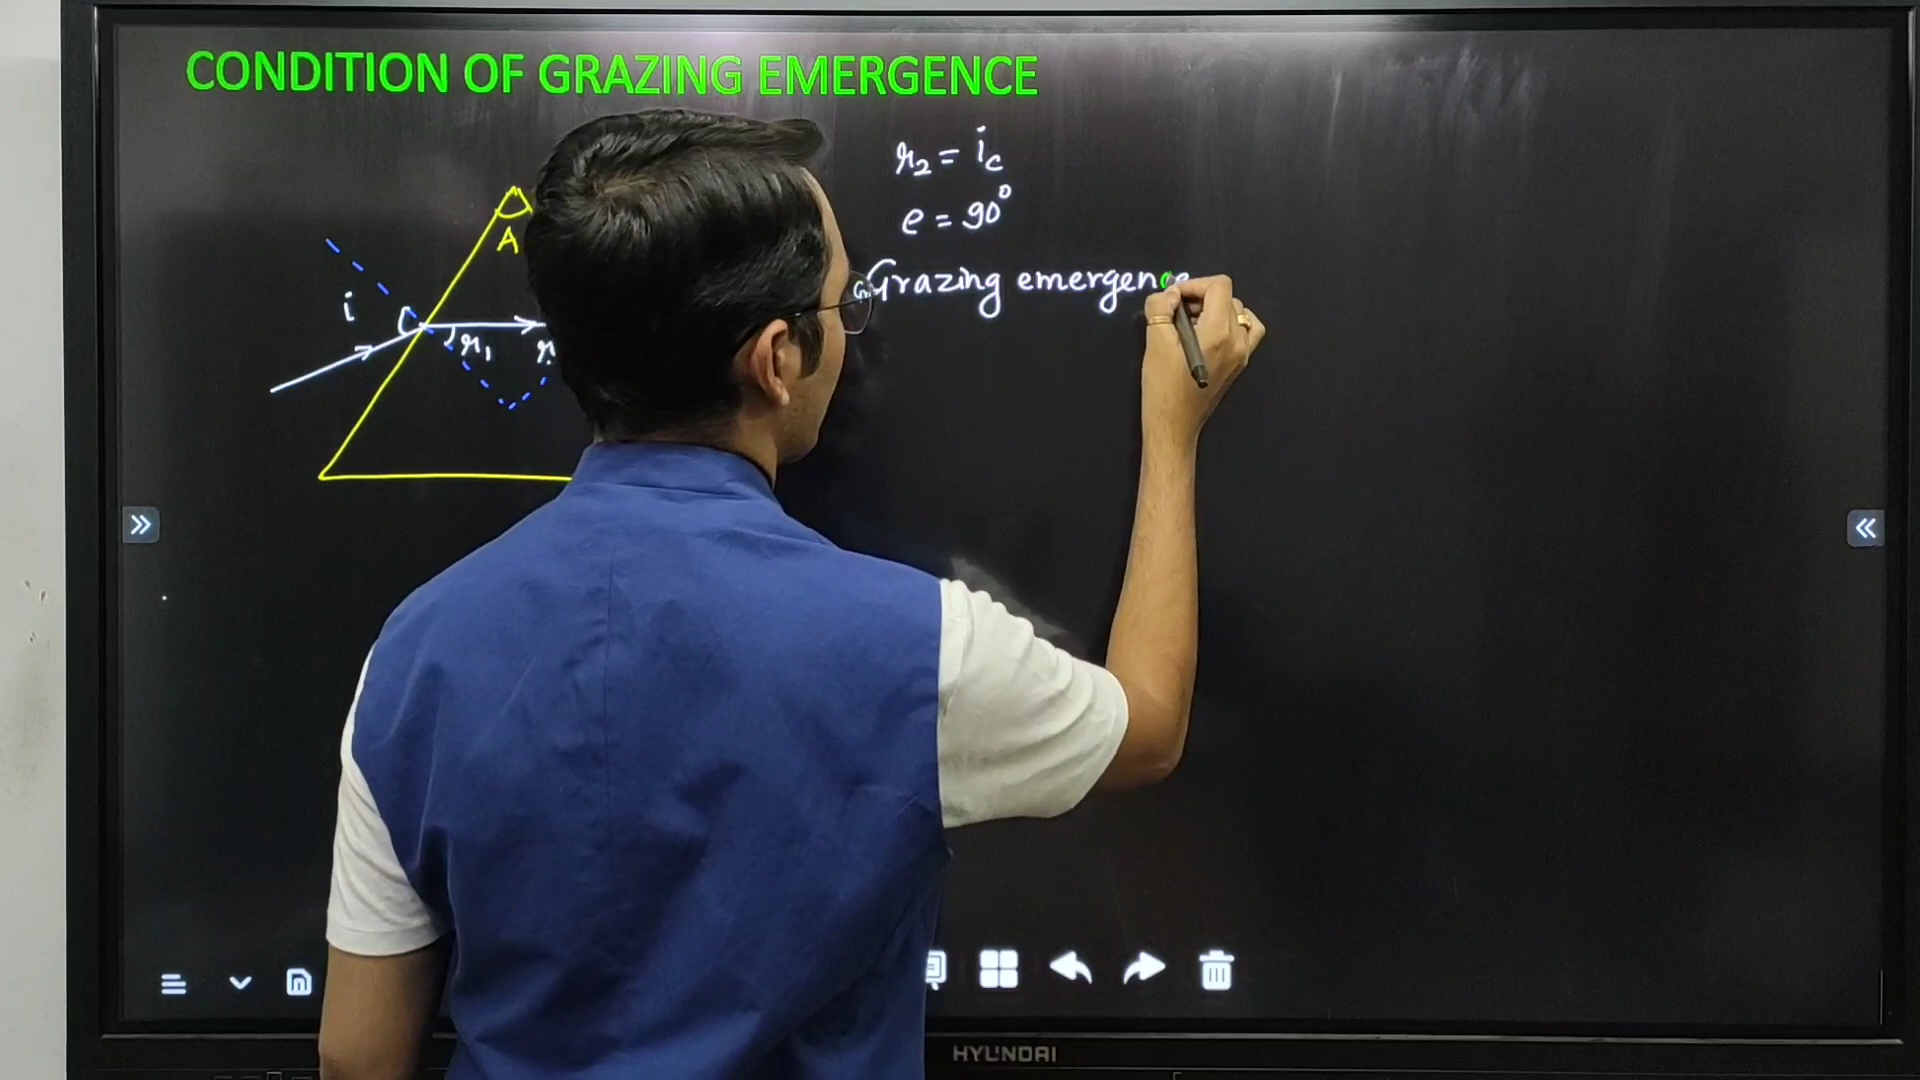 CONDITION OF GRAZING EMERGENCE
r₂ = i꜀
e = 90°
Grazing emergence
A
i
r₁
r
HYUNDAI